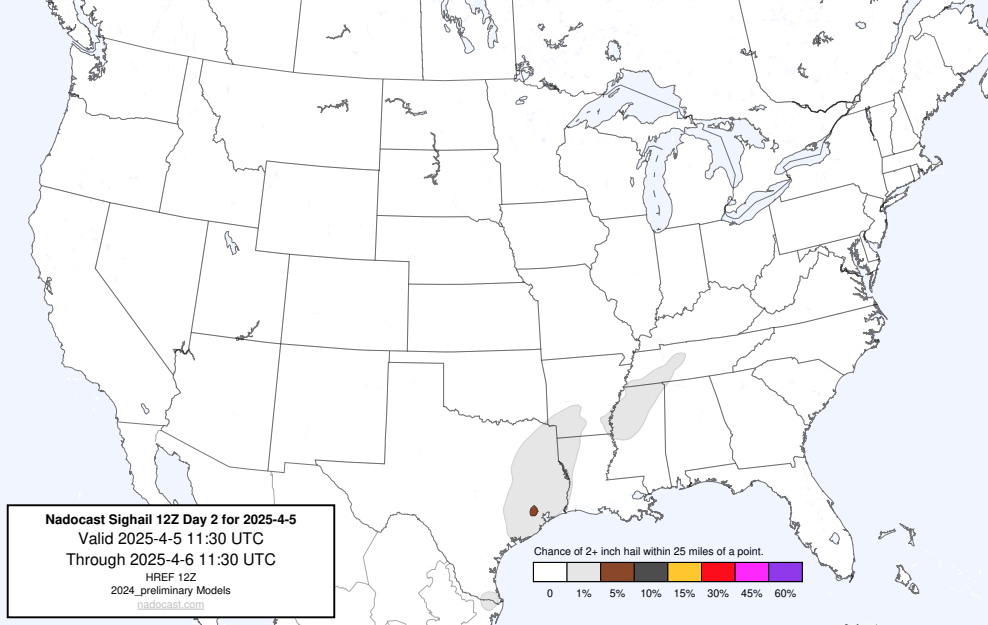 Nadocast Sighail 12Z Day 2 for 2025-4-5
Valid 2025-4-5 11:30 UTC
Through 2025-4-6 11:30 UTC
HREF 12Z
2024_preliminary Models
nadocast.com
Chance of 2+ inch hail within 25 miles of a point.
0 1% 5% 10% 15% 30% 45% 60%